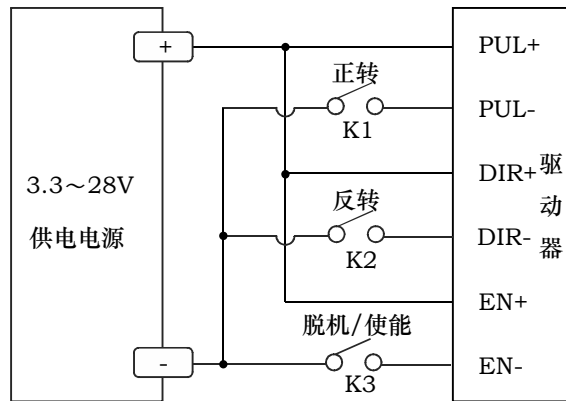 +
PUL+
正转
K1
PUL-
3.3～28V
供电电源
DIR+
驱动器
反转
K2
DIR-
EN+
脱机/使能
-
K3
EN-